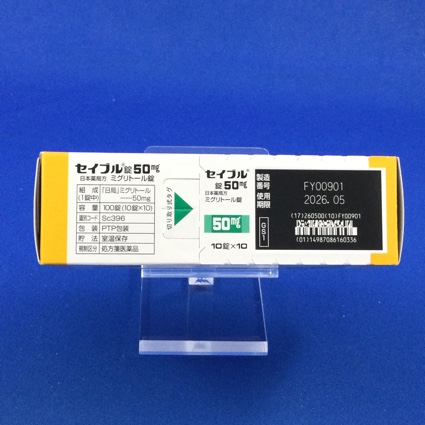 セイブル®錠50mg
日本薬局方 ミグリトール錠
組成(1錠中) 「日局」ミグリトール ……50mg
容量 100錠(10錠×10)
識別コード Sc396
包装 PTP包装
貯法 室温保存
規制区分 処方箋医薬品
切り取り式タグ
セイブル®
錠50mg
日本薬局方
ミグリトール錠
50mg
10錠×10
製造番号 FY00901
使用期限 2026.05
(17)260500(10)FY00901
GS1
(01)14987086160336